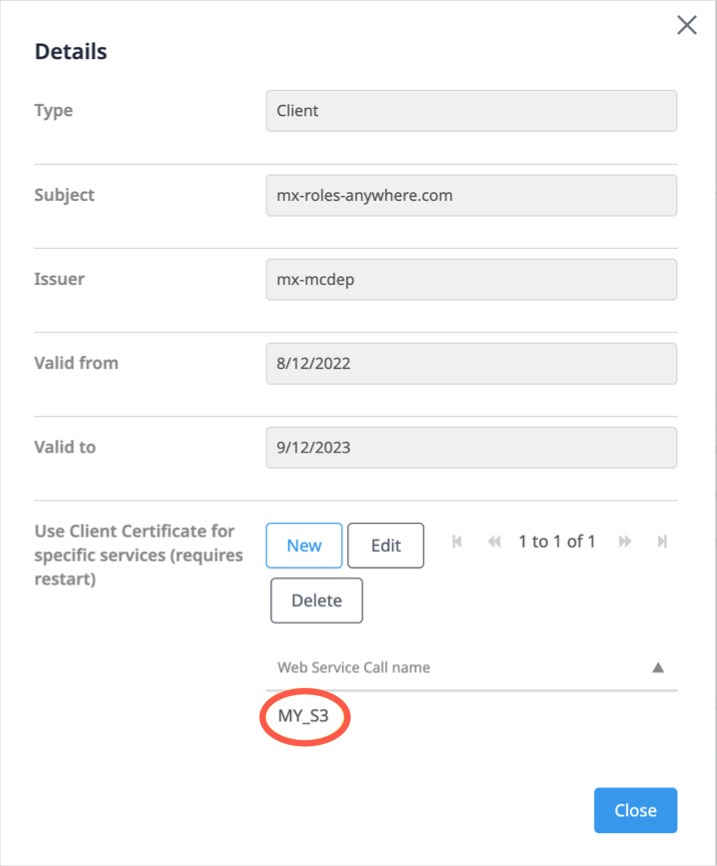 Details
Type
Client
Subject
mx-roles-anywhere.com
Issuer
mx-mcdep
Valid from
8/12/2022
Valid to
9/12/2023
Use Client Certificate for
specific services (requires
restart)
New
Edit
1 to 1 of 1
Delete
Web Service Call name
MY_S3
Close